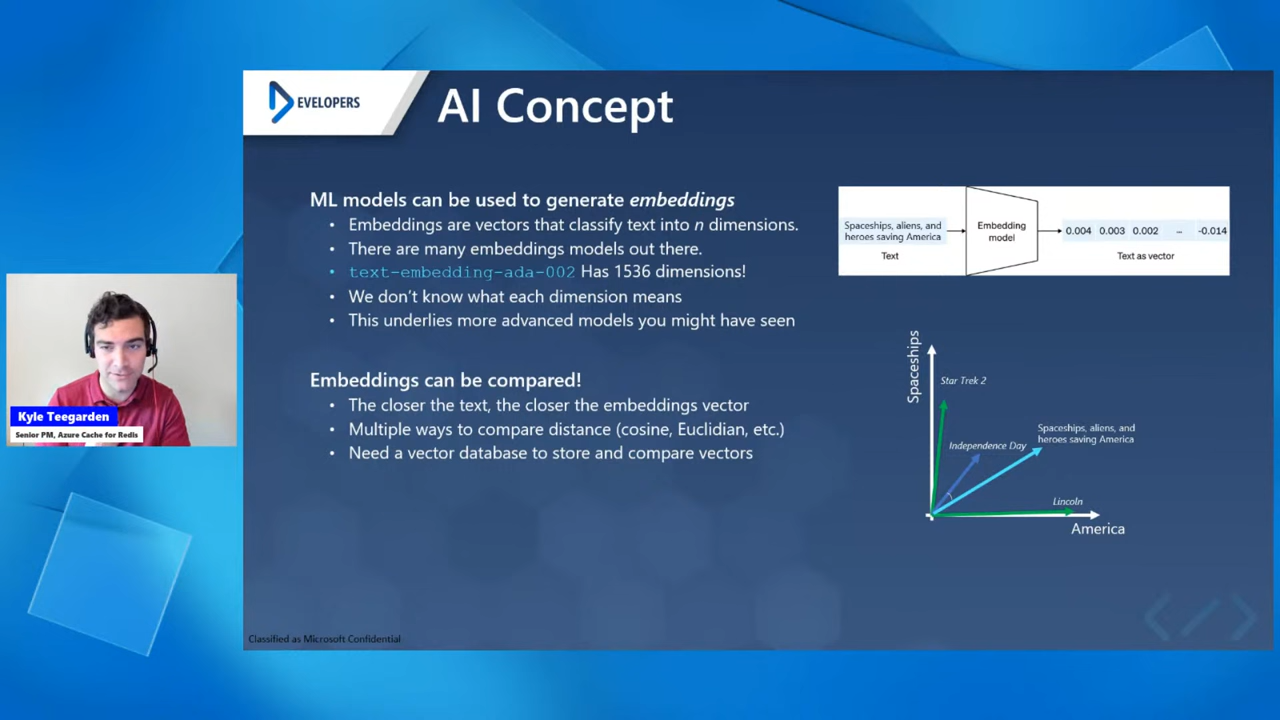 EVELOPERS
AI Concept
ML models can be used to generate embeddings
• Embeddings are vectors that classify text into n dimensions.
• There are many embeddings models out there.
• text-embedding-ada-002 Has 1536 dimensions!
• We don't know what each dimension means
• This underlies more advanced models you might have seen
Embeddings can be compared!
• The closer the text, the closer the embeddings vector
• Multiple ways to compare distance (cosine, Euclidian, etc.)
• Need a vector database to store and compare vectors
Spaceships, aliens, and
heroes saving America
Text
Embedding
model
0.004 0.003 0.002 ... -0.014
Text as vector
Spaceships
Star Trek 2
Spaceships, aliens, and
heroes saving America
Independence Day
Lincoln
America
Kyle Teegarden
Senior PM, Azure Cache for Redis
Classified as Microsoft Confidential